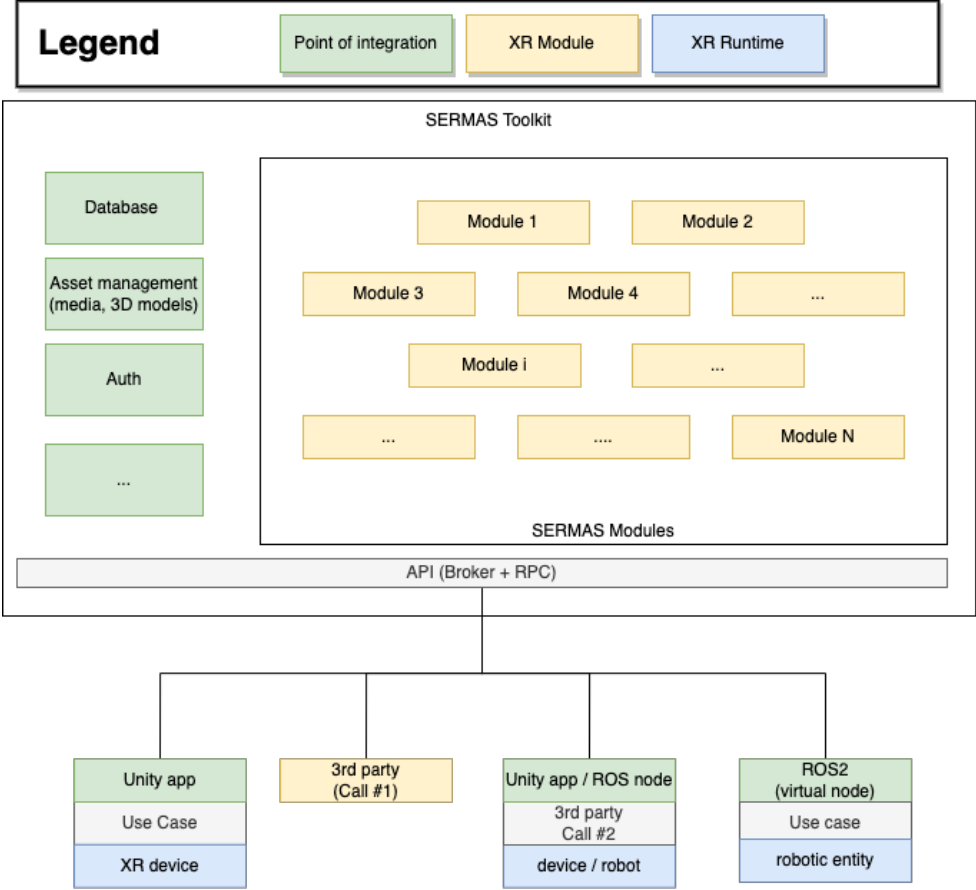 Legend
Point of integration
XR Module
XR Runtime
SERMAS Toolkit
Database
Asset management
(media, 3D models)
Auth
...
Module 1
Module 2
Module 3
Module 4
...
Module i
...
...
....
Module N
SERMAS Modules
API (Broker + RPC)
Unity app
Use Case
XR device
3rd party
(Call #1)
Unity app / ROS node
3rd party
Call #2
device / robot
ROS2
(virtual node)
Use case
robotic entity